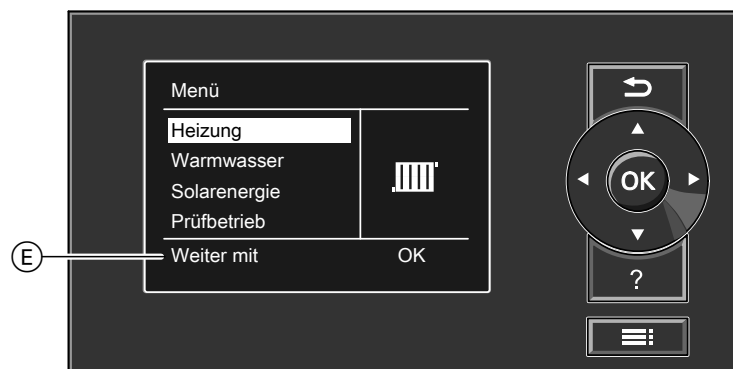 Menü
Heizung
Warmwasser
Solarenergie
Prüfbetrieb
Weiter mit OK
E
OK
?